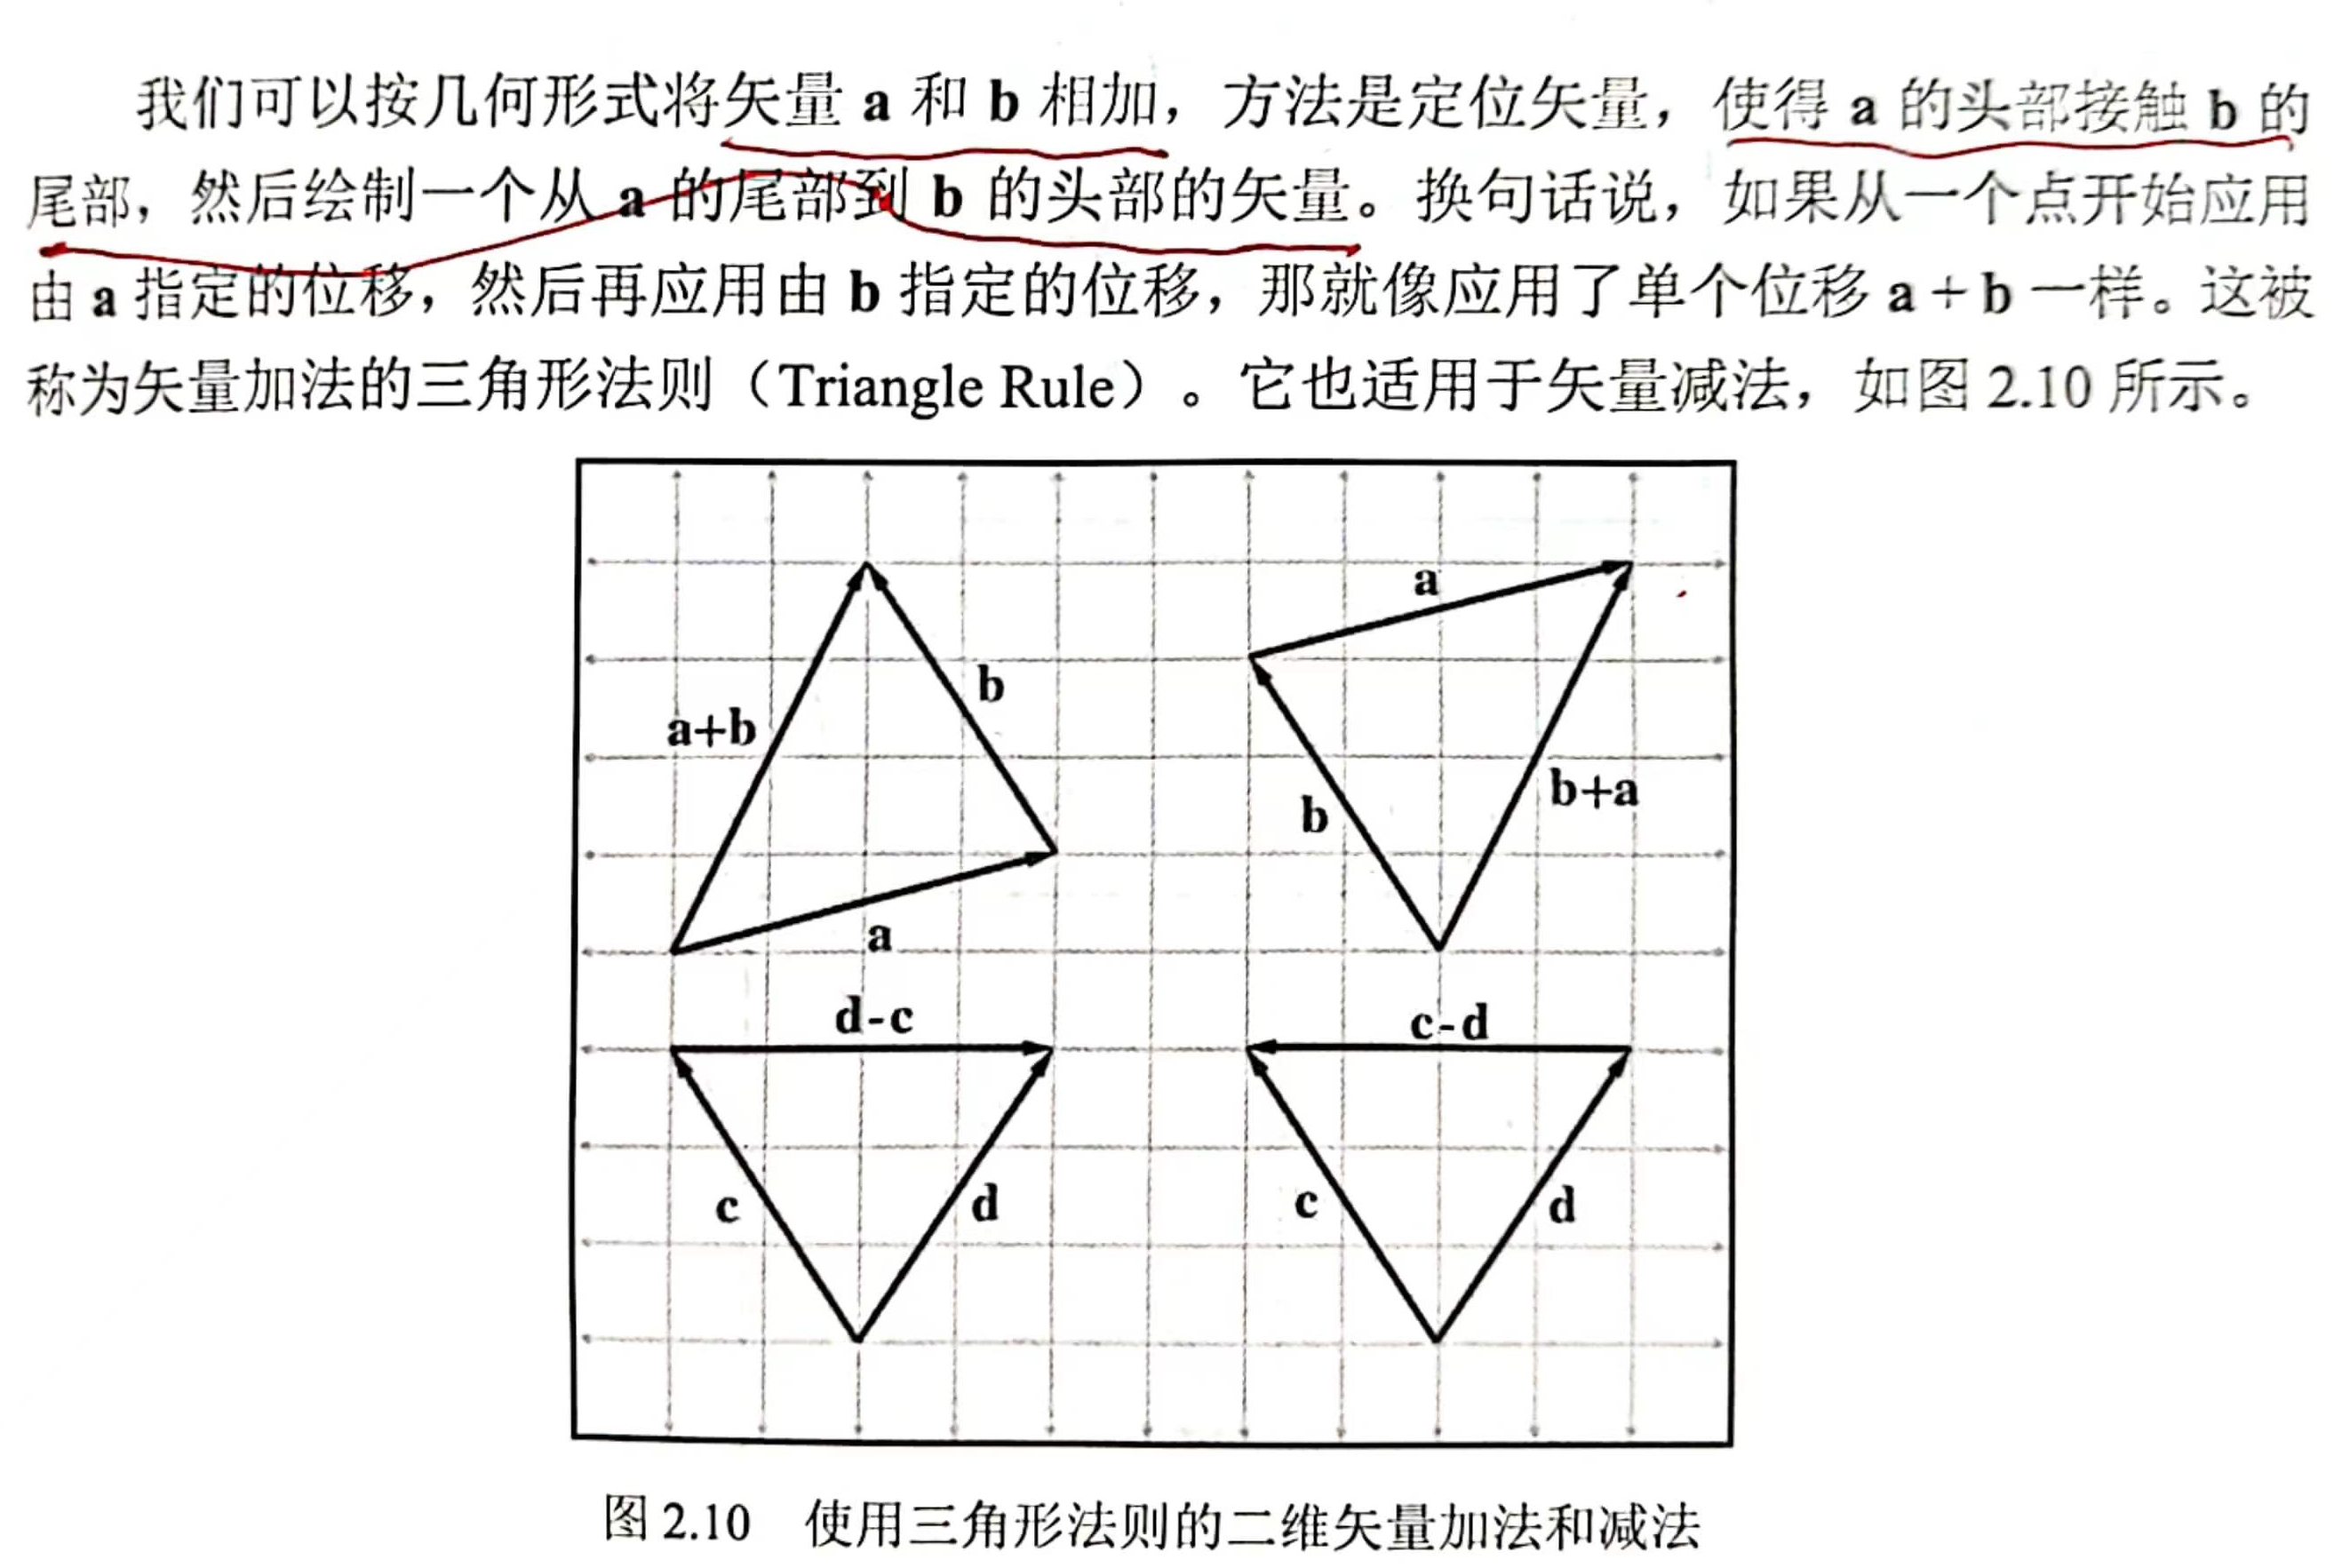 我们可以按几何形式将矢量 a 和 b 相加，方法是定位矢量，使得 a 的头部接触 b 的
尾部，然后绘制一个从 a 的尾部到 b 的头部的矢量。换句话说，如果从一个点开始应用
由 a 指定的位移，然后再应用由 b 指定的位移，那就像应用了单个位移 a + b 一样。这被
称为矢量加法的三角形法则（Triangle Rule）。它也适用于矢量减法，如图 2.10 所示。
a+b
b
a
a
b
b+a
d-c
c
d
c-d
c
d
图 2.10 使用三角形法则的二维矢量加法和减法